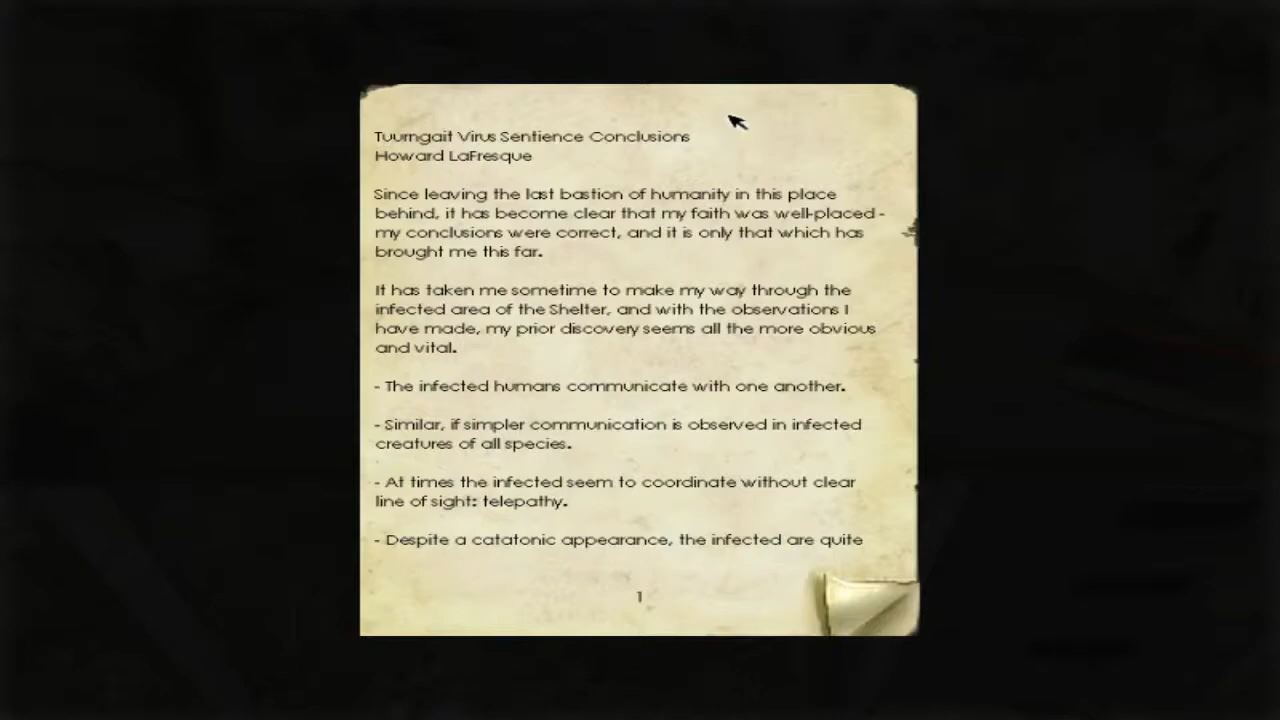 Tuurngait Virus Sentience Conclusions
Howard LaFresque
Since leaving the last bastion of humanity in this place
behind, it has become clear that my faith was well-placed -
my conclusions were correct, and it is only that which has
brought me this far.
It has taken me sometime to make my way through the
infected area of the Shelter, and with the observations I
have made, my prior discovery seems all the more obvious
and vital.
- The infected humans communicate with one another.
- Similar, if simpler communication is observed in infected
creatures of all species.
- At times the infected seem to coordinate without clear
line of sight: telepathy.
- Despite a catatonic appearance, the infected are quite
1